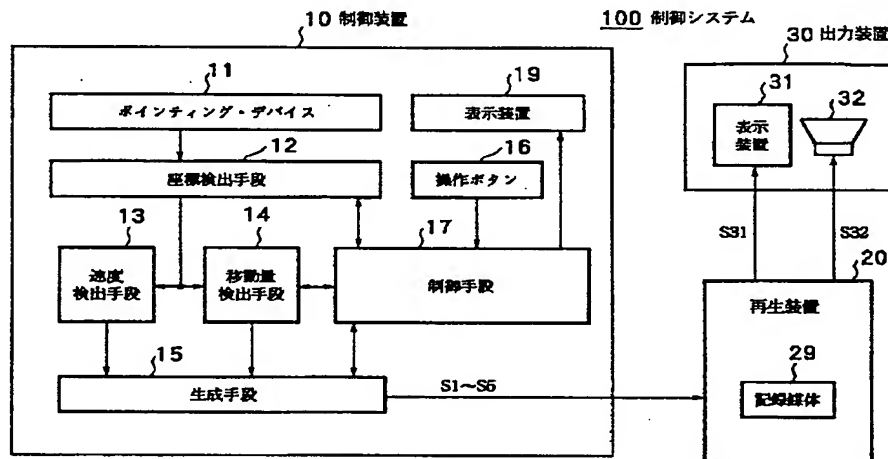 10 制御装置
100 制御システム
30 出力装置
11
ポインティング・デバイス
19
表示装置
31
表示
装置
32
12
座標検出手段
16
操作ボタン
13
速度
検出手段
14
移動量
検出手段
17
制御手段
S31
S32
20
再生装置
15
生成手段
S1~S5
29
記録媒体